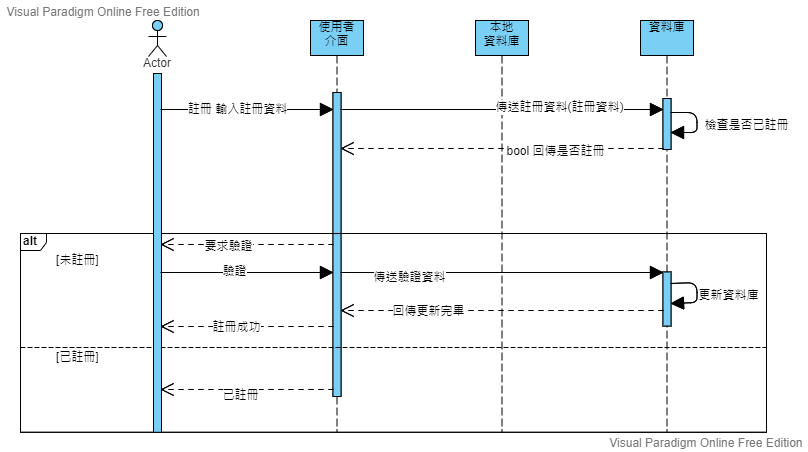 Visual Paradigm Online Free Edition
Actor
使用者
介面
本地
資料庫
資料庫
註冊 輸入註冊資料
傳送註冊資料(註冊資料)
檢查是否已註冊
bool 回傳是否註冊
alt
要求驗證
[未註冊]
驗證
傳送驗證資料
更新資料庫
回傳更新完畢
註冊成功
[已註冊]
已註冊
Visual Paradigm Online Free Edition